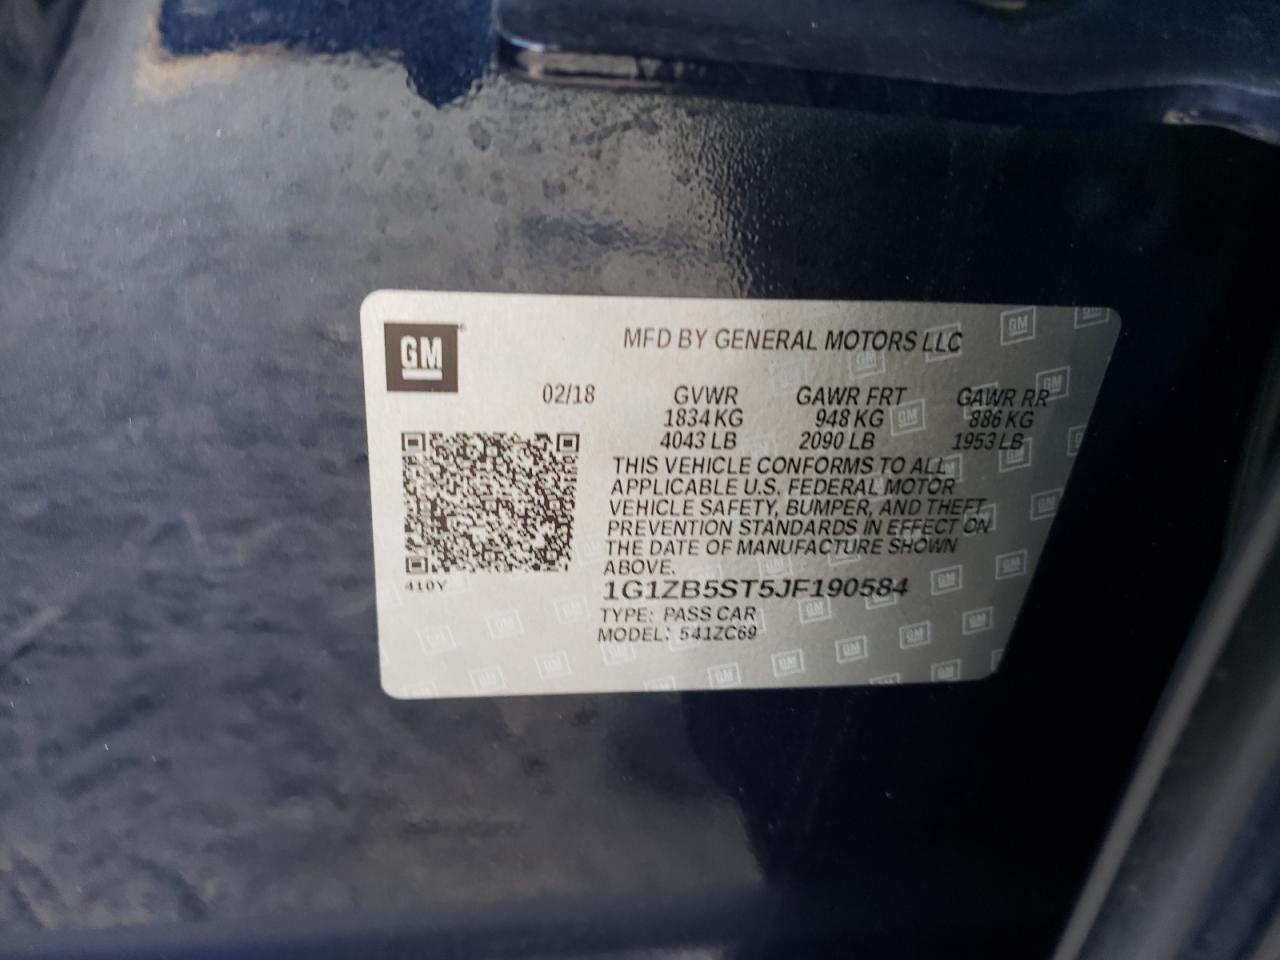 GM
MFD BY GENERAL MOTORS LLC
02/18 GVWR GAWR FRT GAWR RR
1834 KG 948 KG 886 KG
4043 LB 2090 LB 1953 LB
THIS VEHICLE CONFORMS TO ALL
APPLICABLE U.S. FEDERAL MOTOR
VEHICLE SAFETY, BUMPER, AND THEFT
PREVENTION STANDARDS IN EFFECT ON
THE DATE OF MANUFACTURE SHOWN
ABOVE.
410Y
1G1ZB5ST5JF190584
TYPE: PASS CAR
MODEL: 541ZC69